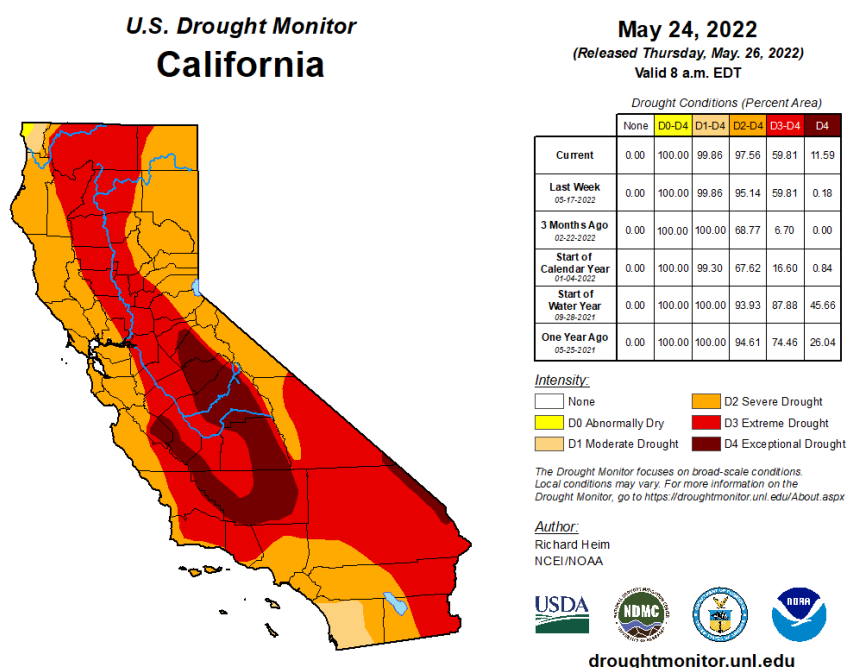 U.S. Drought Monitor
California
May 24, 2022
(Released Thursday, May. 26, 2022)
Valid 8 a.m. EDT
Drought Conditions (Percent Area)
None D0-D4 D1-D4 D2-D4 D3-D4 D4
Current 0.00 100.00 99.86 97.56 59.81 11.59
Last Week
05-17-2022 0.00 100.00 99.86 95.14 59.81 0.18
3 Months Ago
02-22-2022 0.00 100.00 100.00 68.77 6.70 0.00
Start of
Calendar Year
01-04-2022 0.00 100.00 99.30 67.62 16.60 0.84
Start of
Water Year
09-28-2021 0.00 100.00 100.00 93.93 87.88 45.66
One Year Ago
05-25-2021 0.00 100.00 100.00 94.61 74.46 26.04
Intensity:
None
D0 Abnormally Dry
D1 Moderate Drought
D2 Severe Drought
D3 Extreme Drought
D4 Exceptional Drought
The Drought Monitor focuses on broad-scale conditions.
Local conditions may vary. For more information on the
Drought Monitor, go to https://droughtmonitor.unl.edu/About.aspx
Author:
Richard Heim
NCEI/NOAA
USDA
NDMC
NOAA
droughtmonitor.unl.edu